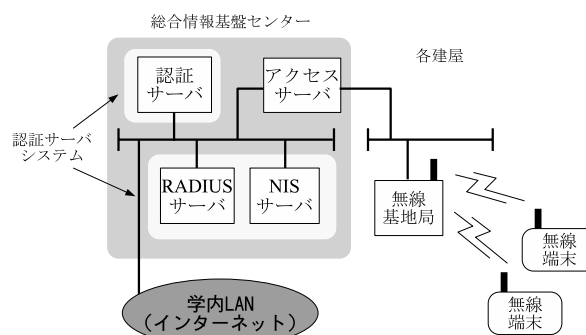 総合情報基盤センター
各建屋
認証
サーバ
アクセス
サーバ
認証サーバ
システム
RADIUS
サーバ
NIS
サーバ
無線
基地局
無線
端末
無線
端末
学内LAN
(インターネット)